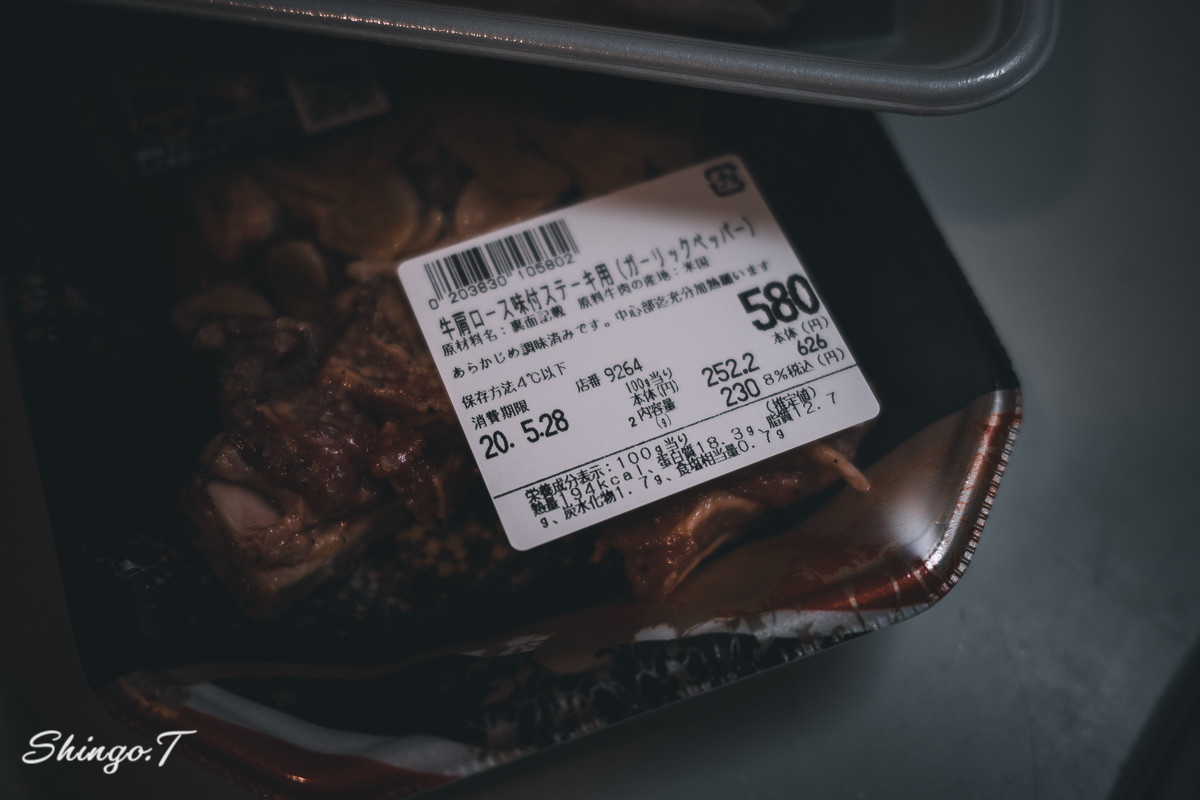 0 203830 105802
牛肩ロース味付ステーキ用(ガーリックペッパー)
原材料名:裏面記載 原料牛肉の産地:米国
あらかじめ調味済みです。中心部迄充分加熱願います
580
本体(円)
626
8%税込(円)
保存方法4℃以下
店番 9264
消費期限
20. 5.28
100g当り
本体(円)
252.2
2 内容量
(g)
230
栄養成分表示:100g当り (推定値)
熱量194kcal、蛋白質18.3g、脂質12.7
g、炭水化物1.7g、食塩相当量0.7g
Shingo.T